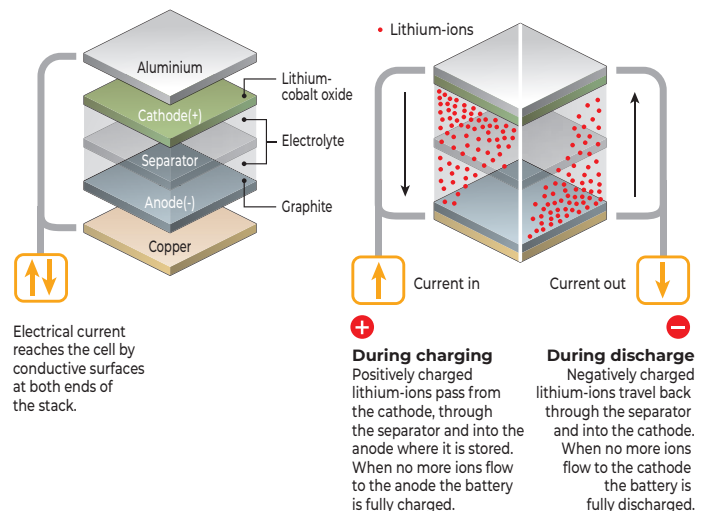 Aluminium
Cathode(+)
Separator
Anode(-)
Copper
Lithium-
cobalt oxide
Electrolyte
Graphite
Electrical current
reaches the cell by
conductive surfaces
at both ends of
the stack.
Lithium-ions
Current in
Current out
During charging
Positively charged
lithium-ions pass from
the cathode, through
the separator and into the
anode where it is stored.
When no more ions flow
to the anode the battery
is fully charged.
During discharge
Negatively charged
lithium-ions travel back
through the separator
and into the cathode.
When no more ions
flow to the cathode
the battery is
fully discharged.